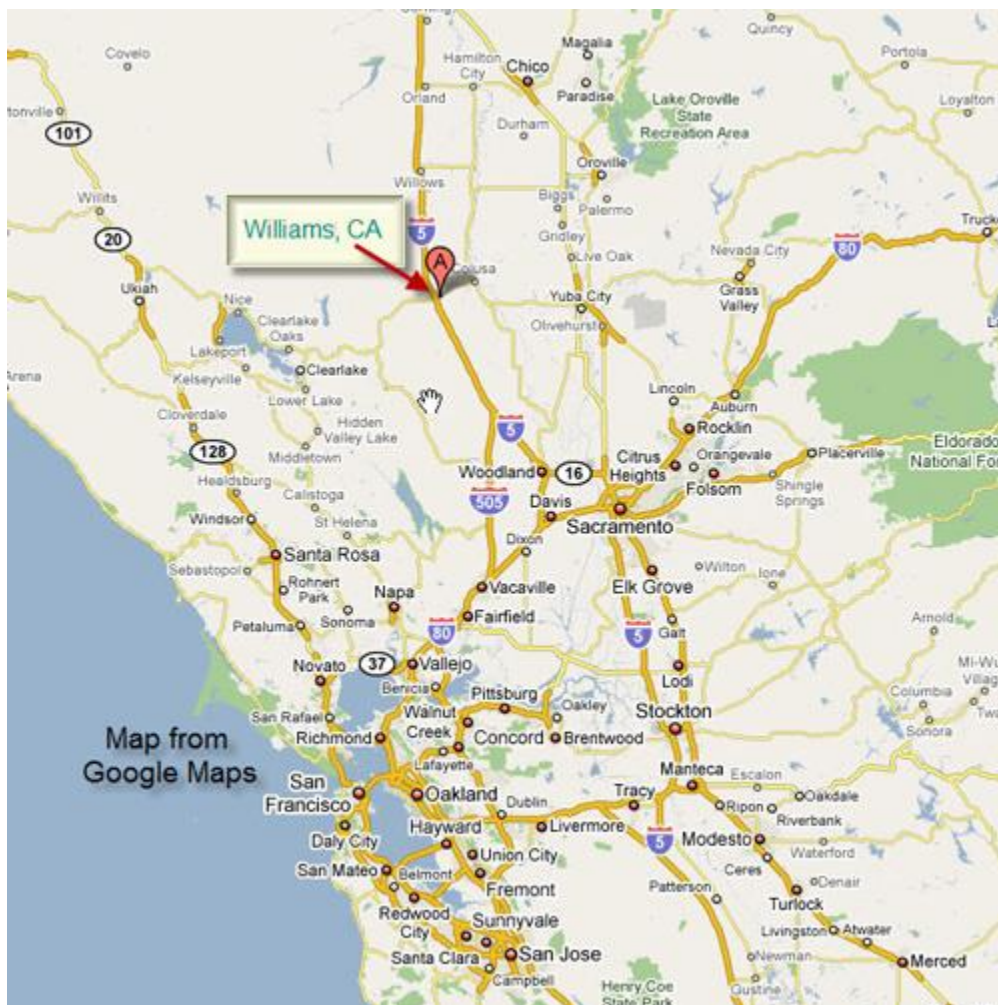 Covelo
Corning
Quincy
Magalia
Hamilton
City
Chico
Portola
Orland
Paradise
Lake Oroville
State
Recreation Area
Loyalton
101
Durham
Oroville
Willows
Willits
Biggs
Palermo
5
Gridley
Williams, CA
20
Nevada City
80
A
Live Oak
Colusa
Ukiah
Nice
Grass
Valley
Yuba City
Clearlake
Oaks
Olivehurst
Lakeport
Clearlake
Kelseyville
Arena
Lower Lake
Lincoln
Auburn
Cloverdale
Hidden
Valley Lake
5
Rocklin
128
Middletown
Citrus
Heights
Orangevale
Placerville
Eldorado
Woodland
16
Healdsburg
Calistoga
505
Folsom
Shingle
Springs
Davis
Windsor
St Helena
Sacramento
Dixon
Santa Rosa
Sebastopol
Wilton
Ione
Rohnert
Park
Napa
Vacaville
Elk Grove
Sonoma
Fairfield
Arnold
Petaluma
80
5
Galt
Novato
37
Vallejo
Lodi
Benicia
Pittsburg
Columbia
San Rafael
Walnut
Creek
Oakley
Stockton
Sonora
Map from
Google Maps
Richmond
Concord
Brentwood
Lafayette
San
Francisco
Oakland
Dublin
Tracy
Manteca
Escalon
Oakdale
Ripon
Riverbank
Daly City
Hayward
Livermore
5
Modesto
San Mateo
Belmont
Union City
Waterford
Ceres
Fremont
Patterson
Denair
Redwood
City
Turlock
Sunnyvale
Livingston
Atwater
Santa Clara
San Jose
Newman
Merced
Campbell
Gustine
Henry Coe
State Park